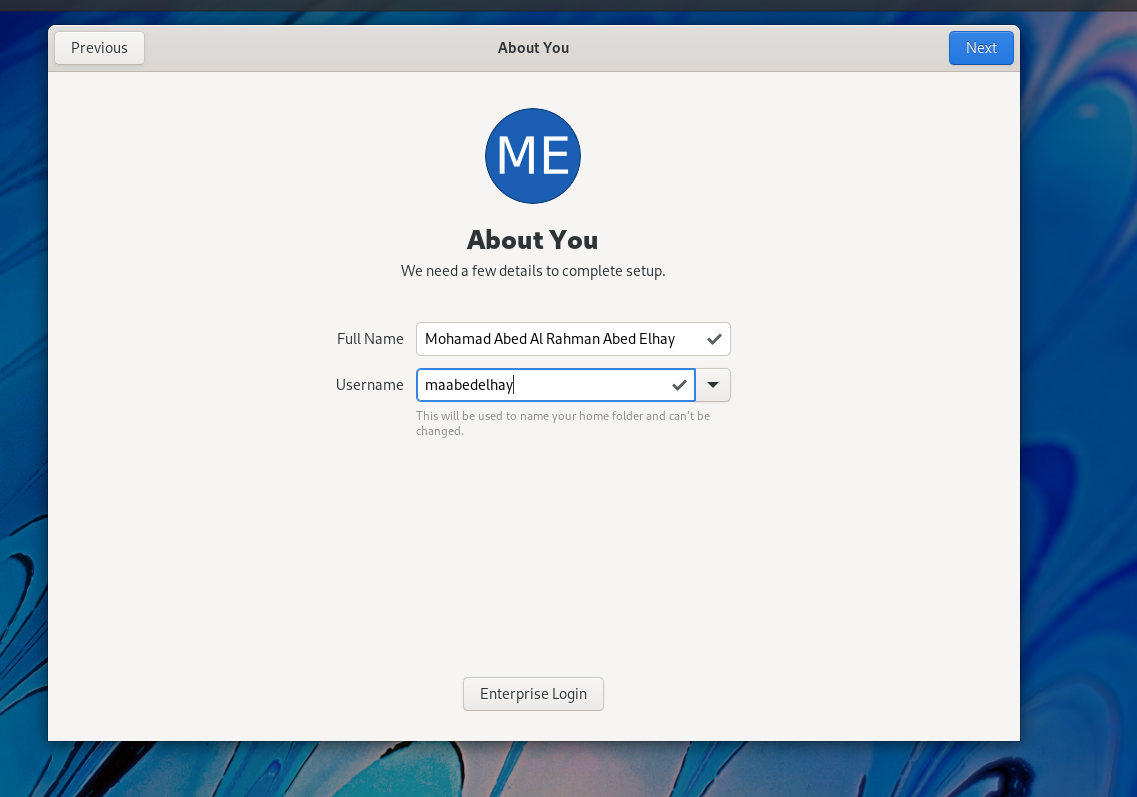 Previous
About You
Next
ME
About You
We need a few details to complete setup.
Full Name Mohamad Abed Al Rahman Abed Elhay
Username maabedelhay
This will be used to name your home folder and can't be
changed.
Enterprise Login